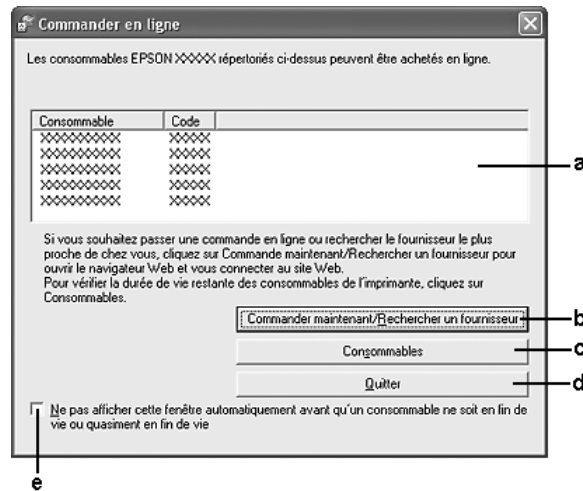 Commander en ligne
Les consommables EPSON XXXXX répertoriés ci-dessus peuvent être achetés en ligne.
Consommable Code
XXXXXXXXXX XXXXX
XXXXXXXXXX XXXXX
XXXXXXXXXX XXXXX
XXXXXXXXXX XXXXX
XXXXXXXXXX XXXXX
a
Si vous souhaitez passer une commande en ligne ou rechercher le fournisseur le plus
proche de chez vous, cliquez sur Commande maintenant/Rechercher un fournisseur pour
ouvrir le navigateur Web et vous connecter au site Web.
Pour vérifier la durée de vie restante des consommables de l'imprimante, cliquez sur
Consommables.
Commander maintenant/Rechercher un fournisseur b
Consommables c
Quitter d
Ne pas afficher cette fenêtre automatiquement avant qu'un consommable ne soit en fin de
vie ou quasiment en fin de vie
e